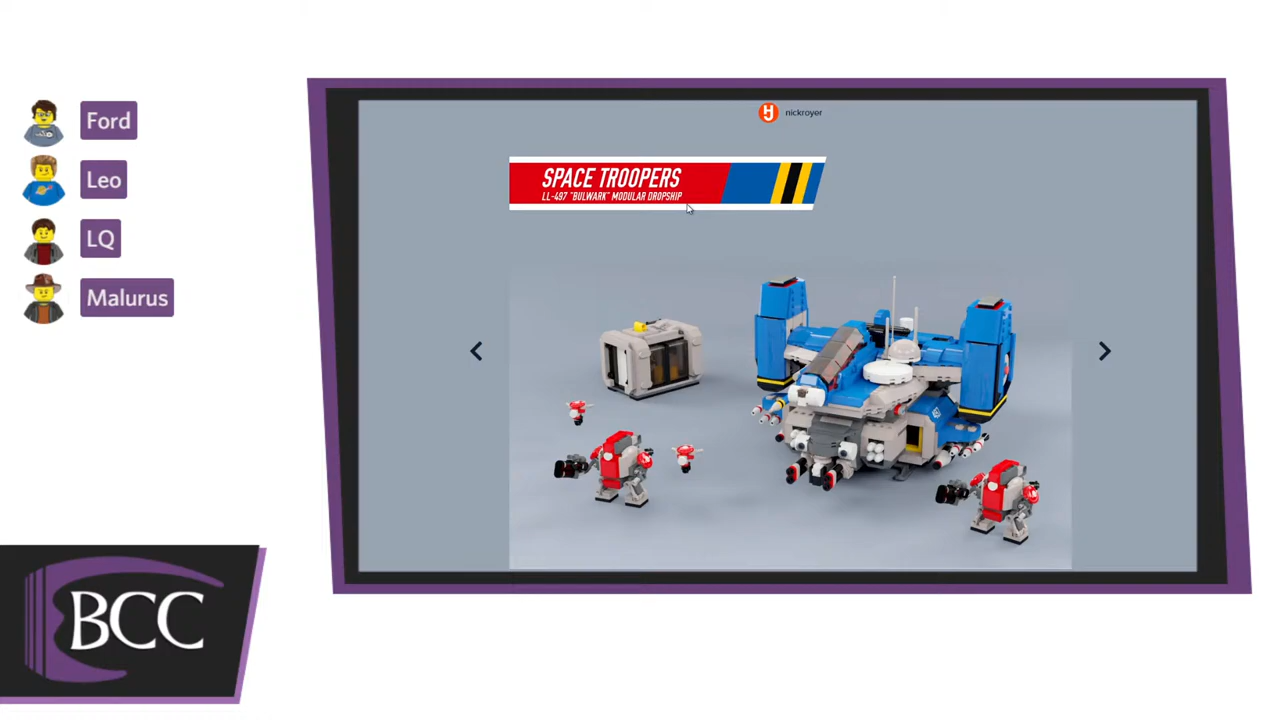 Ford
Leo
LQ
Malurus
nickroyer
SPACE TROOPERS
LL-497 "BULWARK" MODULAR DROPSHIP
BCC